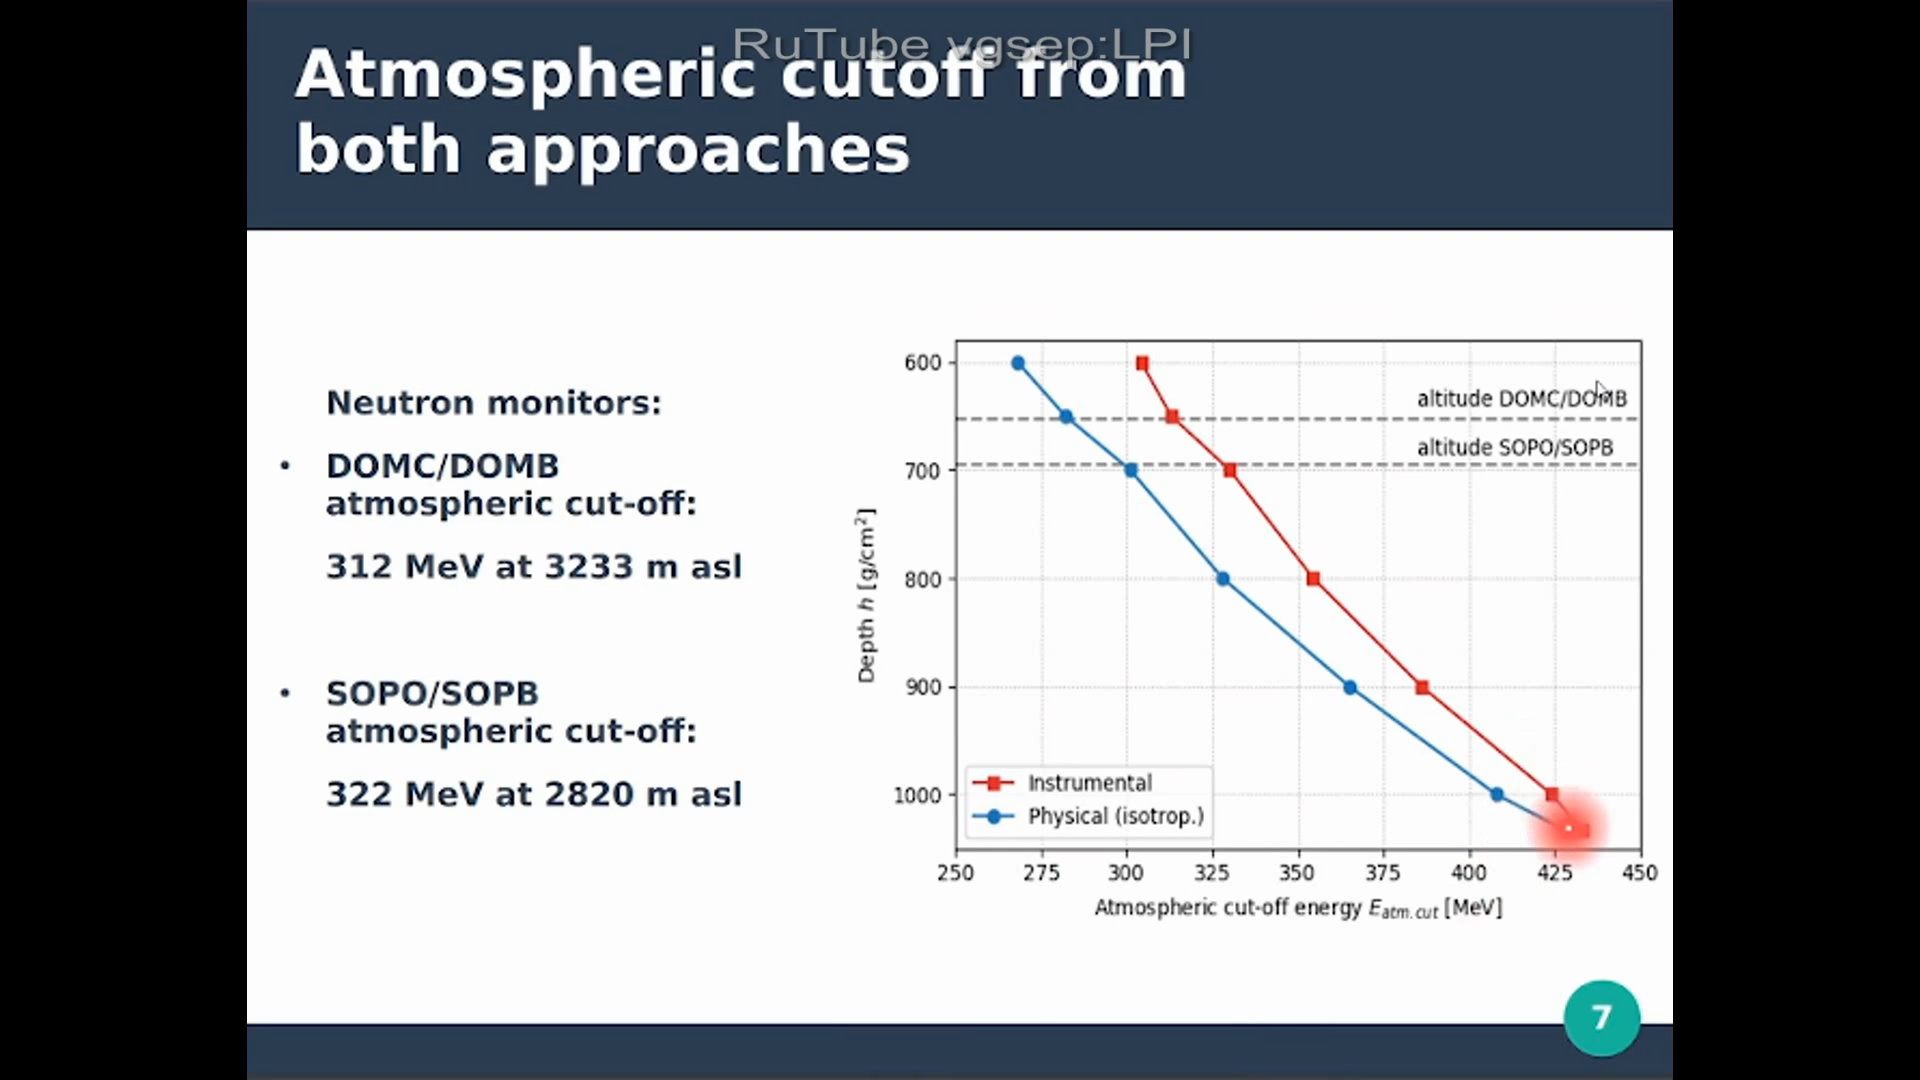 RuTube vgsep:LPI
Atmospheric cutoff from
both approaches
Neutron monitors:
• DOMC/DOMB
atmospheric cut-off:
312 MeV at 3233 m asl
• SOPO/SOPB
atmospheric cut-off:
322 MeV at 2820 m asl
600
700
800
900
1000
Depth h [g/cm²]
altitude DOMC/DOMB
altitude SOPO/SOPB
Instrumental
Physical (isotrop.)
250 275 300 325 350 375 400 425 450
Atmospheric cut-off energy E_atm.cut [MeV]
7